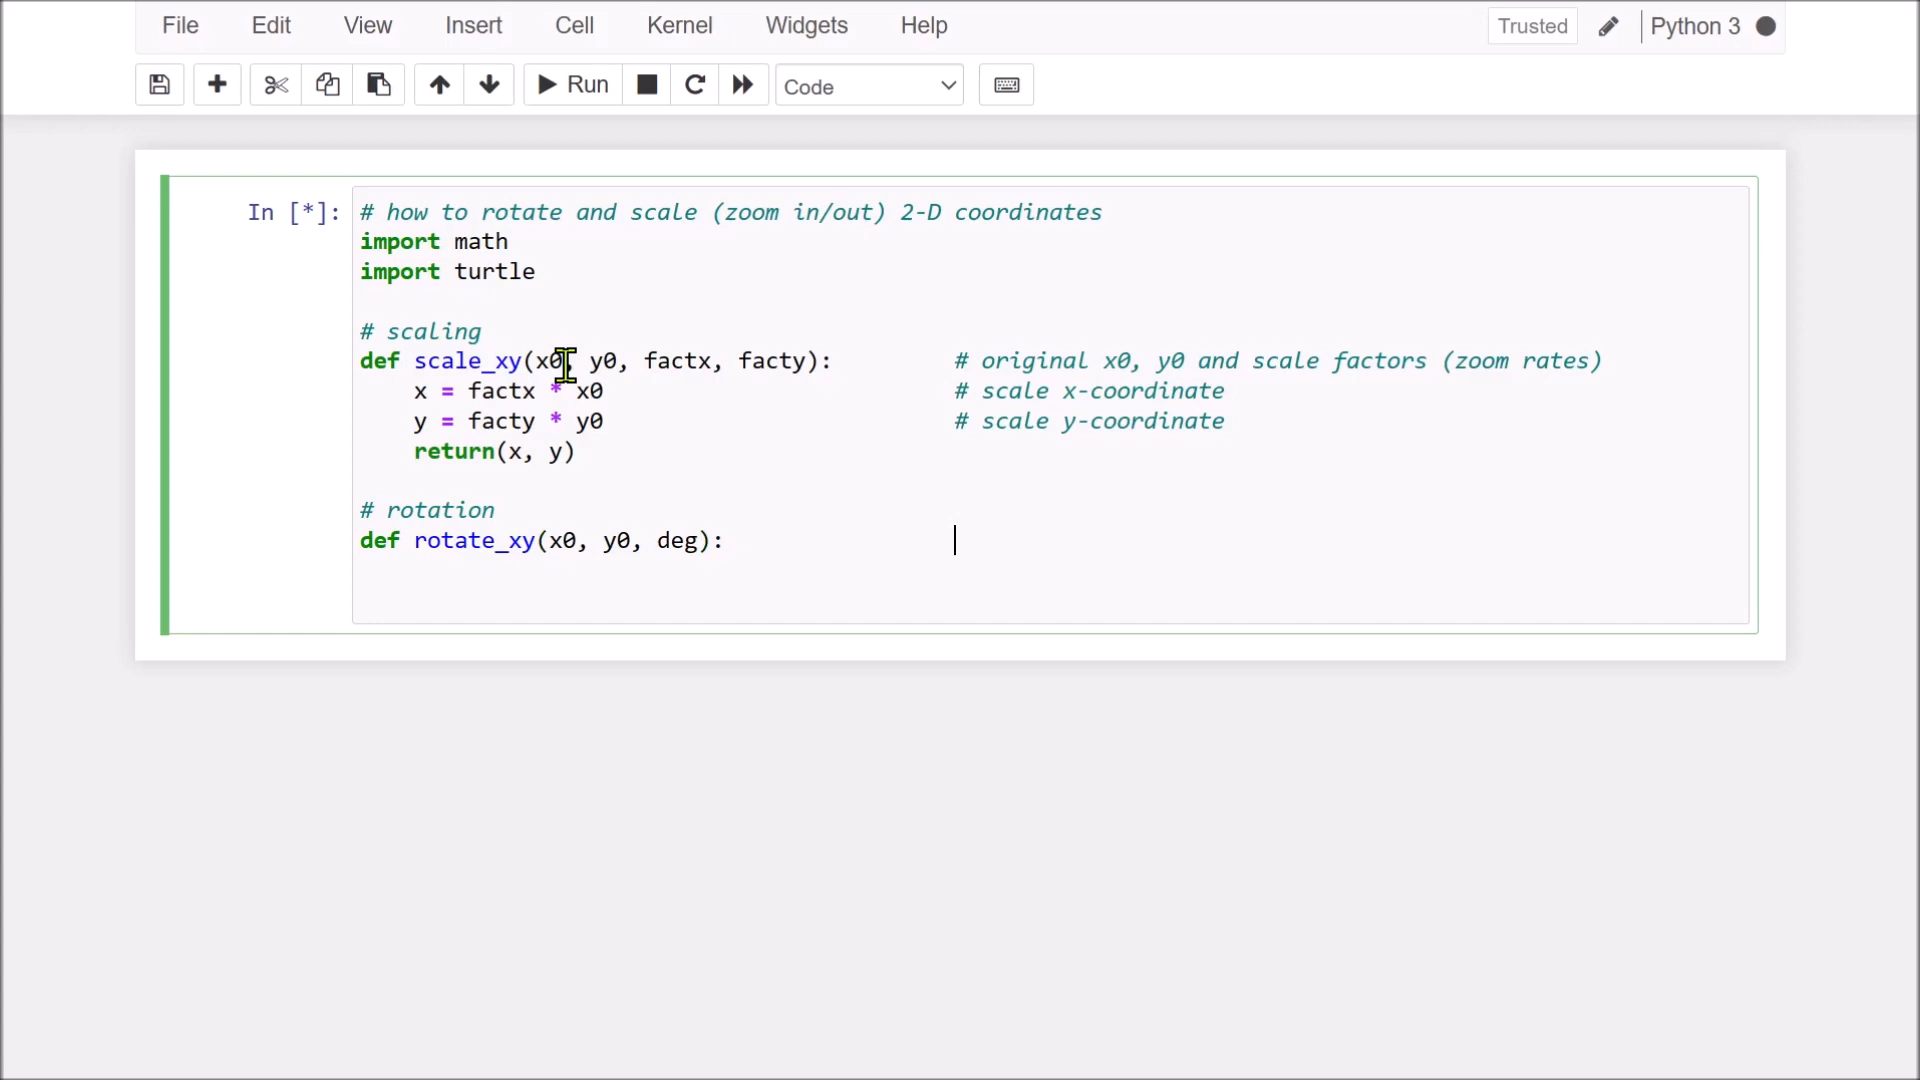 File Edit View Insert Cell Kernel Widgets Help Trusted Python 3
Run Code
In [*]: # how to rotate and scale (zoom in/out) 2-D coordinates
import math
import turtle
# scaling
def scale_xy(x0, y0, factx, facty): # original x0, y0 and scale factors (zoom rates)
x = factx * x0 # scale x-coordinate
y = facty * y0 # scale y-coordinate
return(x, y)
# rotation
def rotate_xy(x0, y0, deg):